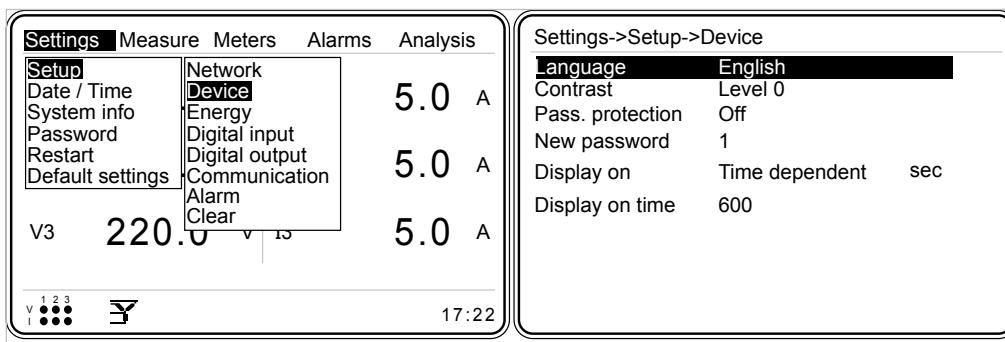 Settings Measure Meters Alarms Analysis
Setup
Date / Time
System info
Password
Restart
Default settings
Network
Device
Energy
Digital input
Digital output
Communication
Alarm
Clear
5.0 A
5.0 A
V3 220.0 V I3 5.0 A
1 2 3
V
I
17:22
Settings->Setup->Device
Language English
Contrast Level 0
Pass. protection Off
New password 1
Display on Time dependent sec
Display on time 600